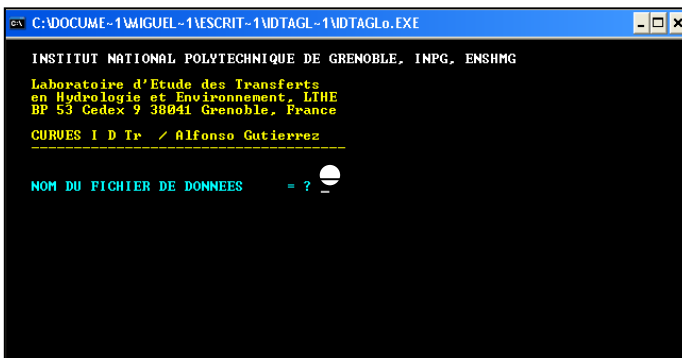 C:\DOCUME~1\MIGUEL~1\ESCRIT~1\IDTAGL~1\IDTAGLo.EXE
INSTITUT NATIONAL POLYTECHNIQUE DE GRENOBLE, INPG, ENSHMG
Laboratoire d'Etude des Transferts
en Hydrologie et Environnement, LTHE
BP 53 Cedex 9 38041 Grenoble, France
CURVES I D Tr / Alfonso Gutierrez
NOM DU FICHIER DE DONNEES = ?